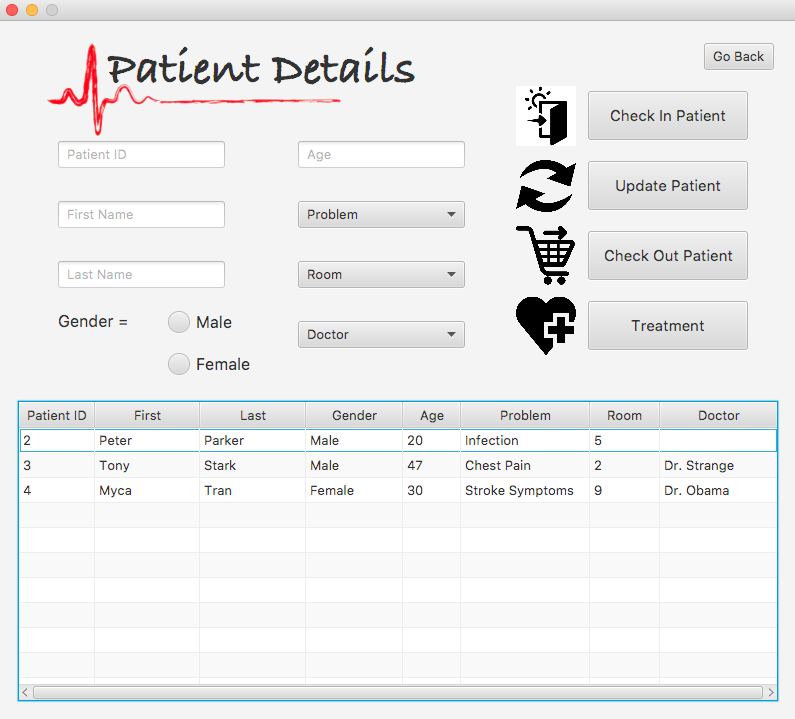 Patient Details
Go Back
Check In Patient
Patient ID
Age
Update Patient
First Name
Problem
Check Out Patient
Last Name
Room
Gender =
Male
Treatment
Doctor
Female
Patient ID First Last Gender Age Problem Room Doctor
2 Peter Parker Male 20 Infection 5
3 Tony Stark Male 47 Chest Pain 2 Dr. Strange
4 Myca Tran Female 30 Stroke Symptoms 9 Dr. Obama